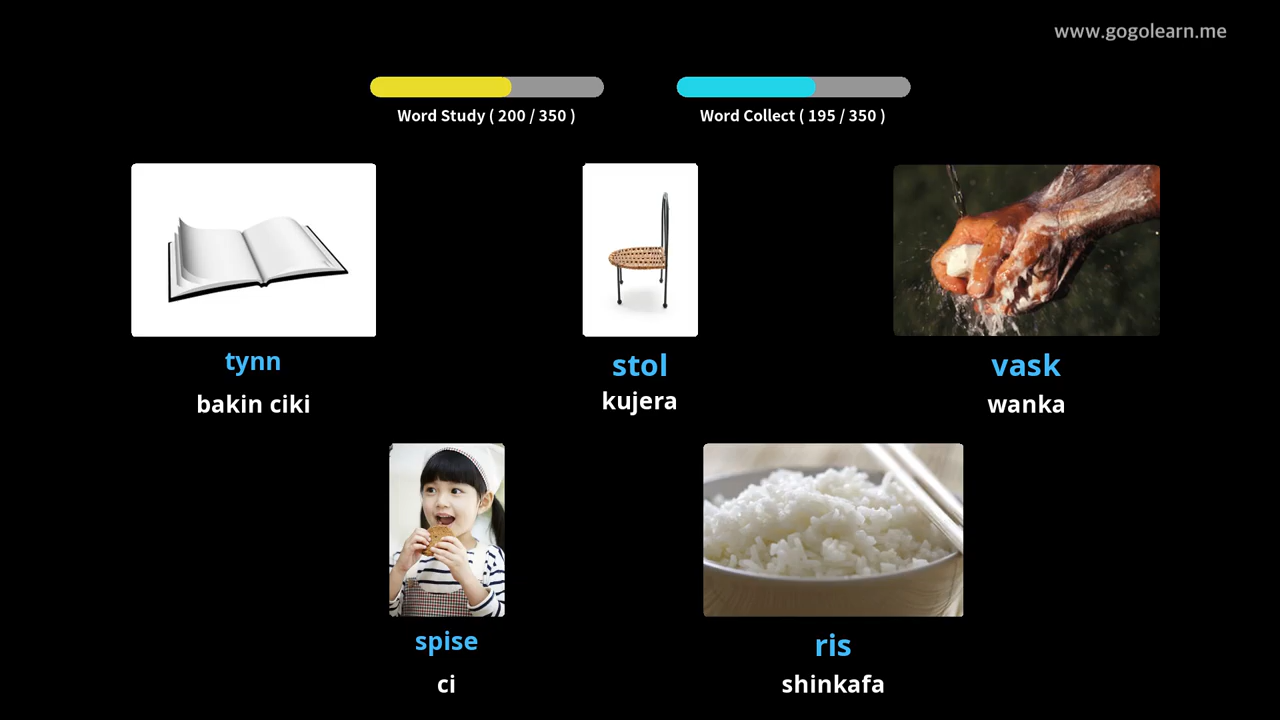 www.gogolearn.me
Word Study ( 200 / 350 )
Word Collect ( 195 / 350 )
tynn
bakin ciki
stol
kujera
vask
wanka
spise
ci
ris
shinkafa